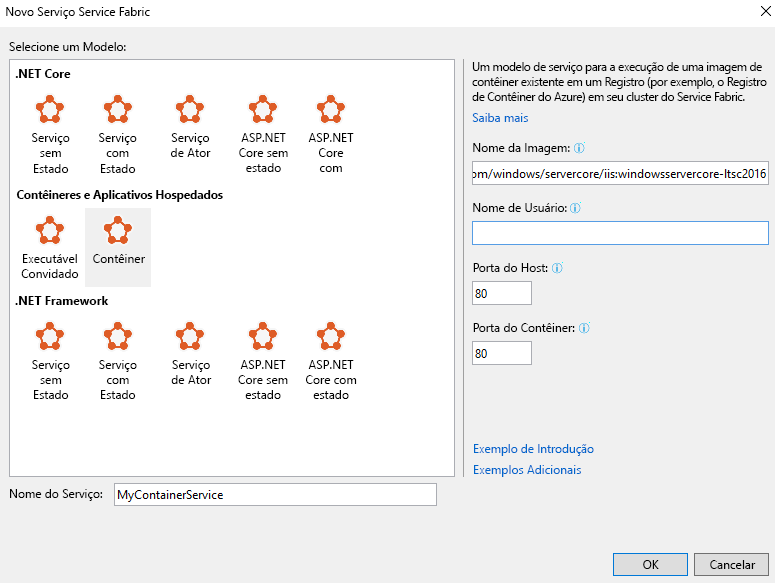 Novo Serviço Service Fabric
Selecione um Modelo:
.NET Core
Serviço sem Estado
Serviço com Estado
Serviço de Ator
ASP.NET Core sem estado
ASP.NET Core com
Contêineres e Aplicativos Hospedados
Executável Convidado
Contêiner
.NET Framework
Serviço sem Estado
Serviço com Estado
Serviço de Ator
ASP.NET Core sem estado
ASP.NET Core com estado
Nome do Serviço:
MyContainerService
Um modelo de serviço para a execução de uma imagem de
contêiner existente em um Registro (por exemplo, o Registro
de Contêiner do Azure) em seu cluster do Service Fabric.
Saiba mais
Nome da Imagem:
om/windows/servercore/iis:windowsservercore-ltsc2016
Nome de Usuário:
Porta do Host:
80
Porta do Contêiner:
80
Exemplo de Introdução
Exemplos Adicionais
OK
Cancelar